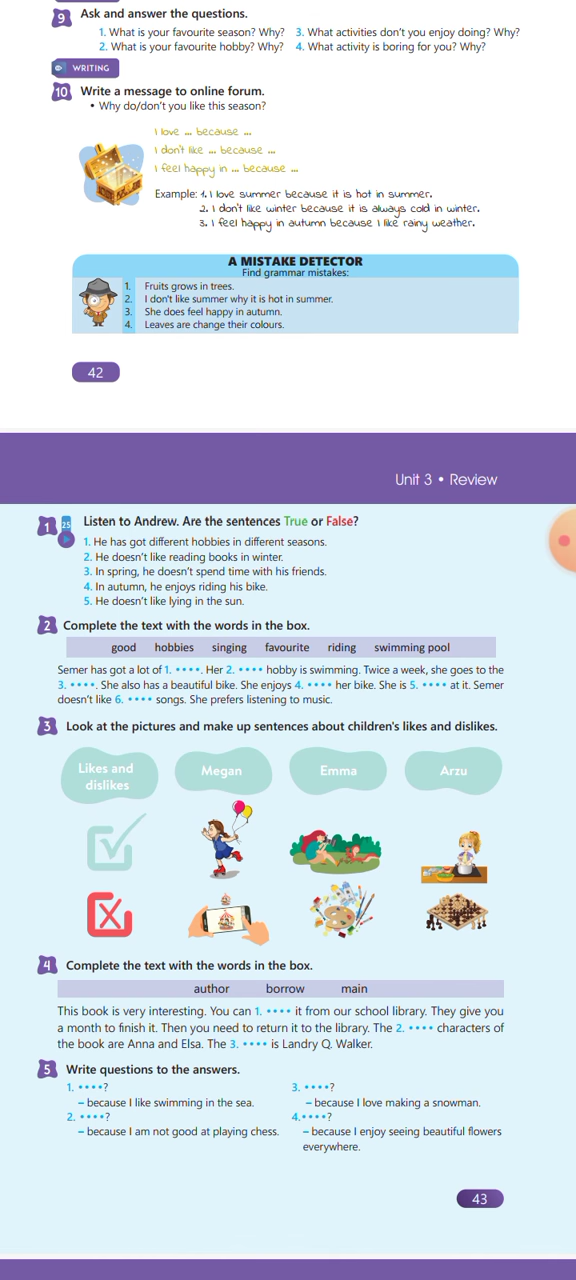 9 Ask and answer the questions.
1. What is your favourite season? Why? 3. What activities don't you enjoy doing? Why?
2. What is your favourite hobby? Why? 4. What activity is boring for you? Why?
WRITING
10 Write a message to online forum.
• Why do/don't you like this season?
I love ... because ...
I don't like ... because ...
I feel happy in ... because ...
Example: 1. I love summer because it is hot in summer.
2. I don't like winter because it is always cold in winter.
3. I feel happy in autumn because I like rainy weather.
A MISTAKE DETECTOR
Find grammar mistakes:
1. Fruits grows in trees.
2. I don't like summer why it is hot in summer.
3. She does feel happy in autumn.
4. Leaves are change their colours.
42
Unit 3 • Review
1 25 Listen to Andrew. Are the sentences True or False?
1. He has got different hobbies in different seasons.
2. He doesn't like reading books in winter.
3. In spring, he doesn't spend time with his friends.
4. In autumn, he enjoys riding his bike.
5. He doesn't like lying in the sun.
2 Complete the text with the words in the box.
good hobbies singing favourite riding swimming pool
Semer has got a lot of 1. ••••. Her 2. •••• hobby is swimming. Twice a week, she goes to the
3. ••••. She also has a beautiful bike. She enjoys 4. •••• her bike. She is 5. •••• at it. Semer
doesn't like 6. •••• songs. She prefers listening to music.
3 Look at the pictures and make up sentences about children's likes and dislikes.
Likes and
dislikes
Megan
Emma
Arzu
4 Complete the text with the words in the box.
author borrow main
This book is very interesting. You can 1. •••• it from our school library. They give you
a month to finish it. Then you need to return it to the library. The 2. •••• characters of
the book are Anna and Elsa. The 3. •••• is Landry Q. Walker.
5 Write questions to the answers.
1. ••••?
– because I like swimming in the sea.
2. ••••?
– because I am not good at playing chess.
3. ••••?
– because I love making a snowman.
4.••••?
– because I enjoy seeing beautiful flowers
everywhere.
43